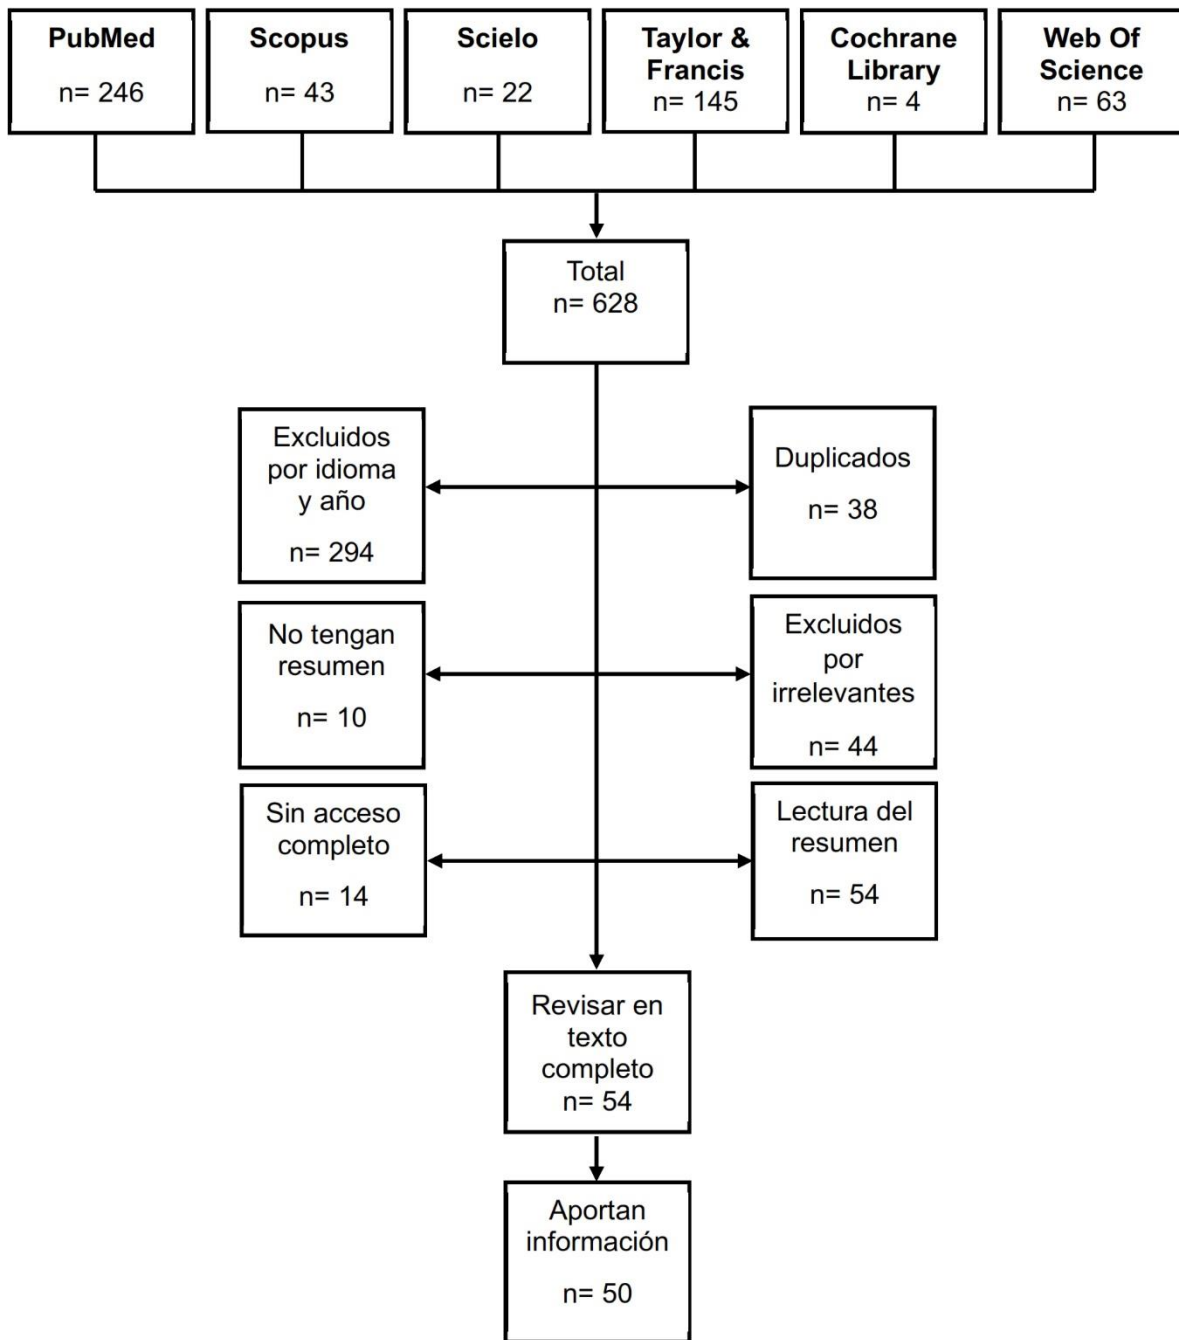 PubMed
n= 246
Scopus
n= 43
Scielo
n= 22
Taylor &
Francis
n= 145
Cochrane
Library
n= 4
Web Of
Science
n= 63
Total
n= 628
Excluidos
por idioma
y año
n= 294
Duplicados
n= 38
No tengan
resumen
n= 10
Excluidos
por
irrelevantes
n= 44
Sin acceso
completo
n= 14
Lectura del
resumen
n= 54
Revisar en
texto
completo
n= 54
Aportan
información
n= 50